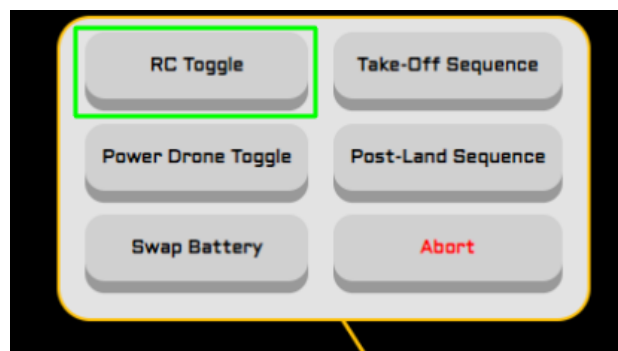 RC Toggle
Take-Off Sequence
Power Drone Toggle
Post-Land Sequence
Swap Battery
Abort